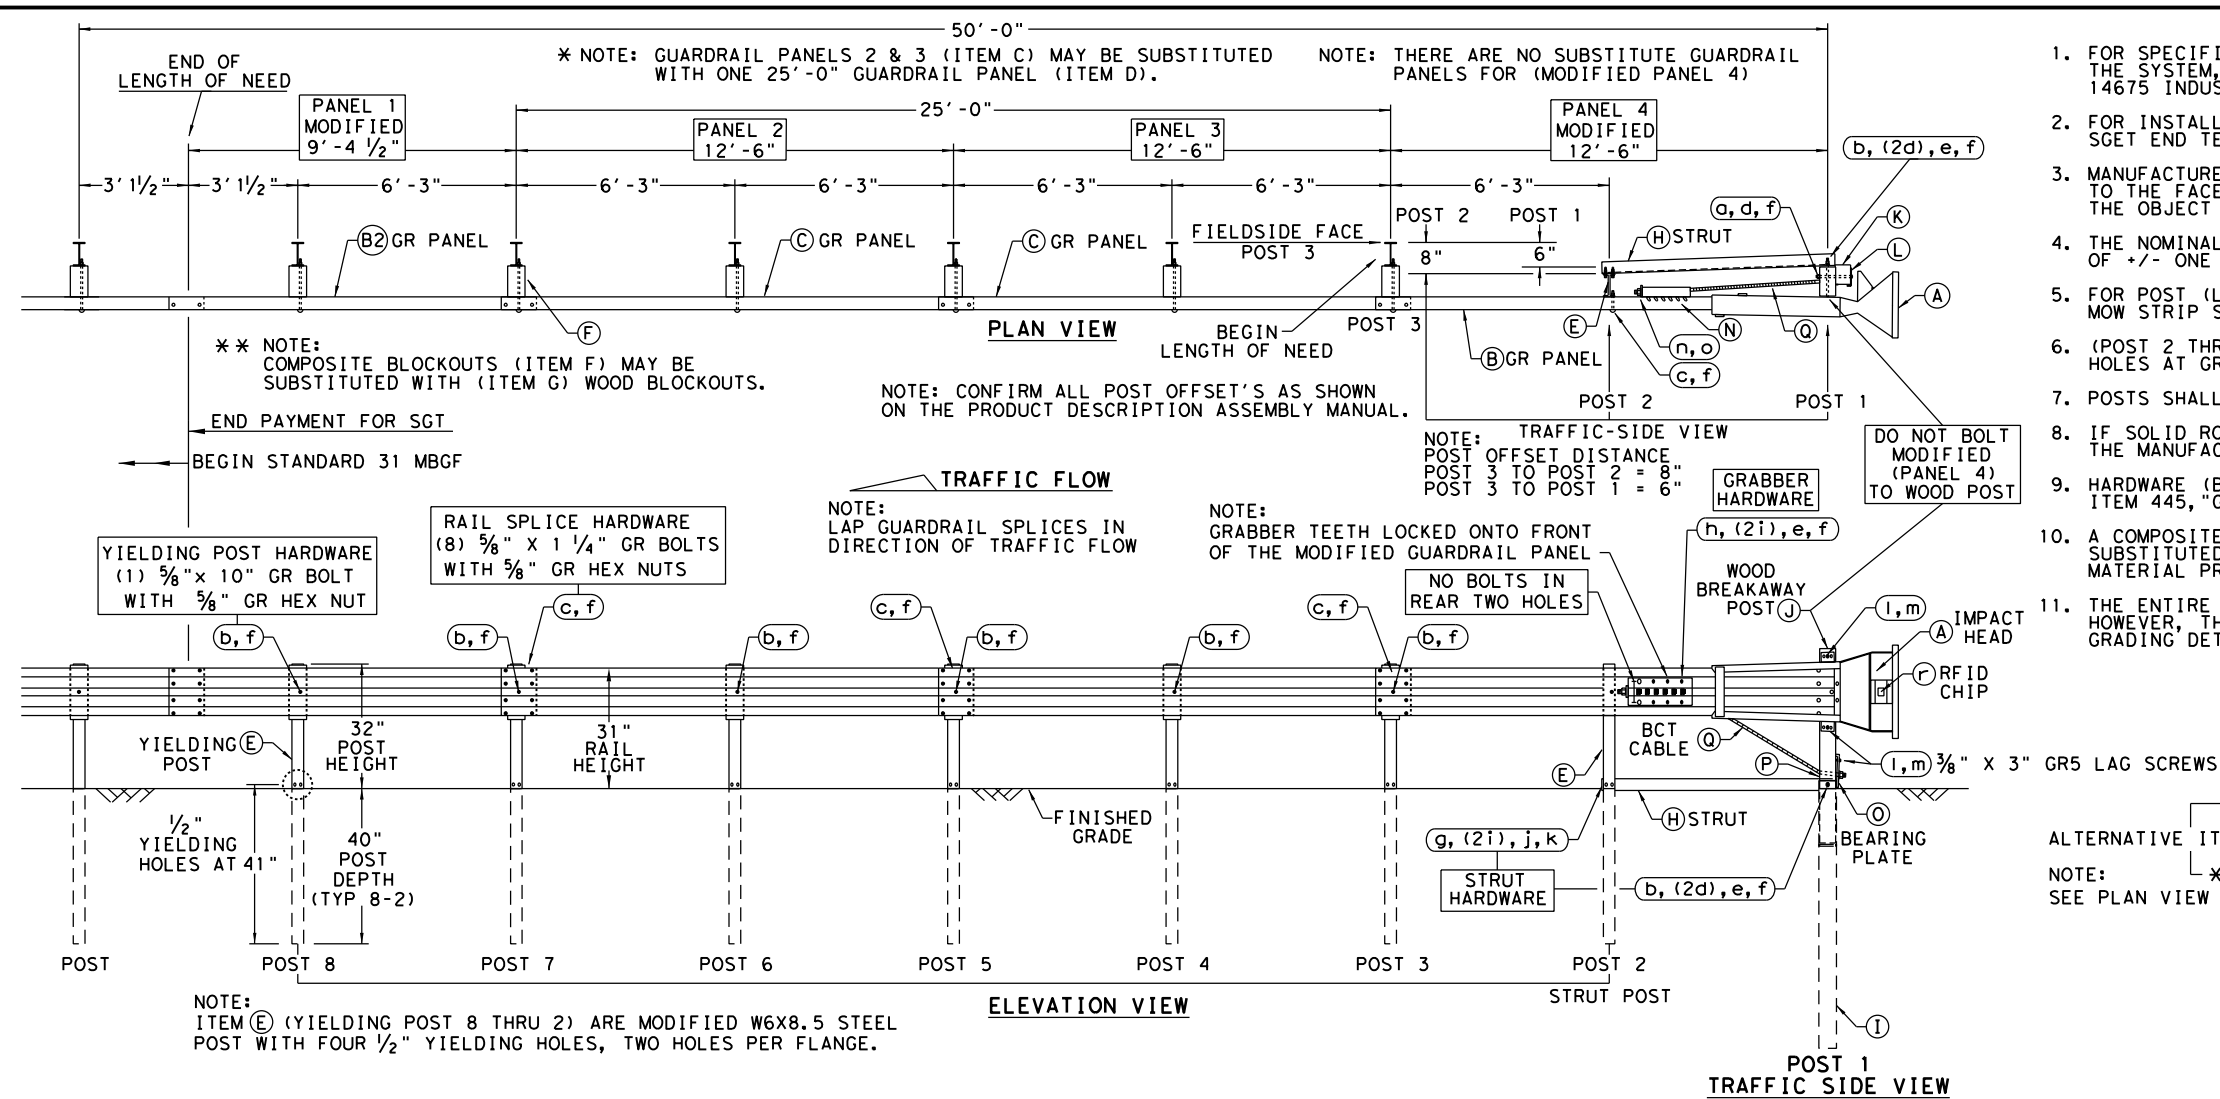 50'-0"
* NOTE: GUARDRAIL PANELS 2 & 3 (ITEM C) MAY BE SUBSTITUTED
WITH ONE 25'-0" GUARDRAIL PANEL (ITEM D).
NOTE: THERE ARE NO SUBSTITUTE GUARDRAIL
PANELS FOR (MODIFIED PANEL 4)
END OF
LENGTH OF NEED
PANEL 1
MODIFIED
9'-4 1/2"
25'-0"
PANEL 2
12'-6"
PANEL 3
12'-6"
PANEL 4
MODIFIED
12'-6"
b, (2d), e, f
3' 1 1/2"
3' 1 1/2"
6'-3"
6'-3"
6'-3"
6'-3"
6'-3"
6'-3"
POST 2
POST 1
a, d, f
K
B2 GR PANEL
C GR PANEL
C GR PANEL
FIELDSIDE FACE
POST 3
8"
6"
H STRUT
L
A
F
PLAN VIEW
BEGIN
LENGTH OF NEED
POST 3
E
N
Q
B GR PANEL
n, o
c, f
** NOTE:
COMPOSITE BLOCKOUTS (ITEM F) MAY BE
SUBSTITUTED WITH (ITEM G) WOOD BLOCKOUTS.
NOTE: CONFIRM ALL POST OFFSET'S AS SHOWN
ON THE PRODUCT DESCRIPTION ASSEMBLY MANUAL.
POST 2
POST 1
END PAYMENT FOR SGT
BEGIN STANDARD 31 MBGF
TRAFFIC-SIDE VIEW
NOTE:
POST OFFSET DISTANCE
POST 3 TO POST 2 = 8"
POST 3 TO POST 1 = 6"
DO NOT BOLT
MODIFIED
(PANEL 4)
TO WOOD POST
TRAFFIC FLOW
NOTE:
LAP GUARDRAIL SPLICES IN
DIRECTION OF TRAFFIC FLOW
GRABBER
HARDWARE
NOTE:
GRABBER TEETH LOCKED ONTO FRONT
OF THE MODIFIED GUARDRAIL PANEL
h, (2i), e, f
YIELDING POST HARDWARE
(1) 5/8"x 10" GR BOLT
WITH 5/8" GR HEX NUT
RAIL SPLICE HARDWARE
(8) 5/8" X 1 1/4" GR BOLTS
WITH 5/8" GR HEX NUTS
NO BOLTS IN
REAR TWO HOLES
WOOD
BREAKAWAY
POST J
b, f
c, f
b, f
b, f
c, f
b, f
b, f
c, f
b, f
l, m
A IMPACT
HEAD
r RFID
CHIP
YIELDING E
POST
32"
POST
HEIGHT
31"
RAIL
HEIGHT
BCT
CABLE
Q
E
P
l, m 3/8" X 3" GR5 LAG SCREWS
1/2"
YIELDING
HOLES AT 41"
40"
POST
DEPTH
(TYP 8-2)
FINISHED
GRADE
H STRUT
O
BEARING
PLATE
g, (2i), j, k
STRUT
HARDWARE
b, (2d), e, f
POST
POST 8
POST 7
POST 6
POST 5
POST 4
POST 3
POST 2
STRUT POST
ELEVATION VIEW
I
NOTE:
ITEM E (YIELDING POST 8 THRU 2) ARE MODIFIED W6X8.5 STEEL
POST WITH FOUR 1/2" YIELDING HOLES, TWO HOLES PER FLANGE.
POST 1
TRAFFIC SIDE VIEW
1. FOR SPECIFI
THE SYSTEM,
14675 INDUS
2. FOR INSTALL
SGET END TE
3. MANUFACTURE
TO THE FACE
THE OBJECT
4. THE NOMINAL
OF +/- ONE
5. FOR POST (L
MOW STRIP S
6. (POST 2 THR
HOLES AT GR
7. POSTS SHALL
8. IF SOLID RO
THE MANUFAC
9. HARDWARE (B
ITEM 445, "G
10. A COMPOSITE
SUBSTITUTED
MATERIAL PR
11. THE ENTIRE
HOWEVER, TH
GRADING DET
ALTERNATIVE IT
NOTE: *
SEE PLAN VIEW